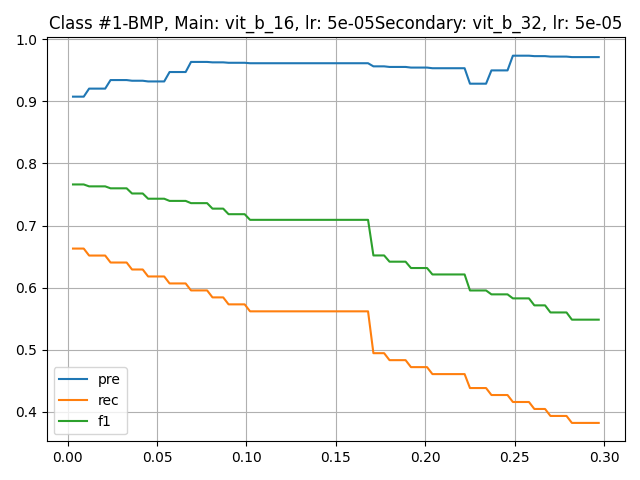 Class #1-BMP, Main: vit_b_16, lr: 5e-05Secondary: vit_b_32, lr: 5e-05
1.0
0.9
0.8
0.7
0.6
0.5
0.4
pre
rec
f1
0.00 0.05 0.10 0.15 0.20 0.25 0.30